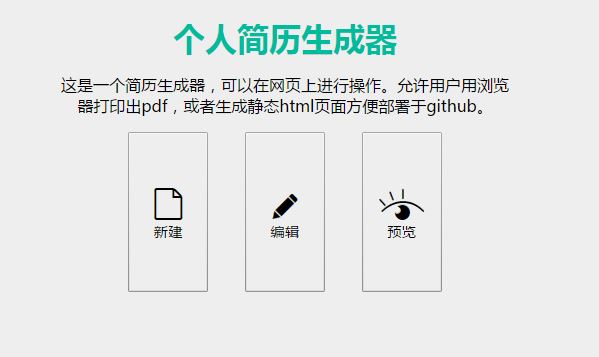 个人简历生成器
这是一个简历生成器，可以在网页上进行操作。允许用户用浏览
器打印出pdf，或者生成静态html页面方便部署于github。
新建
编辑
预览